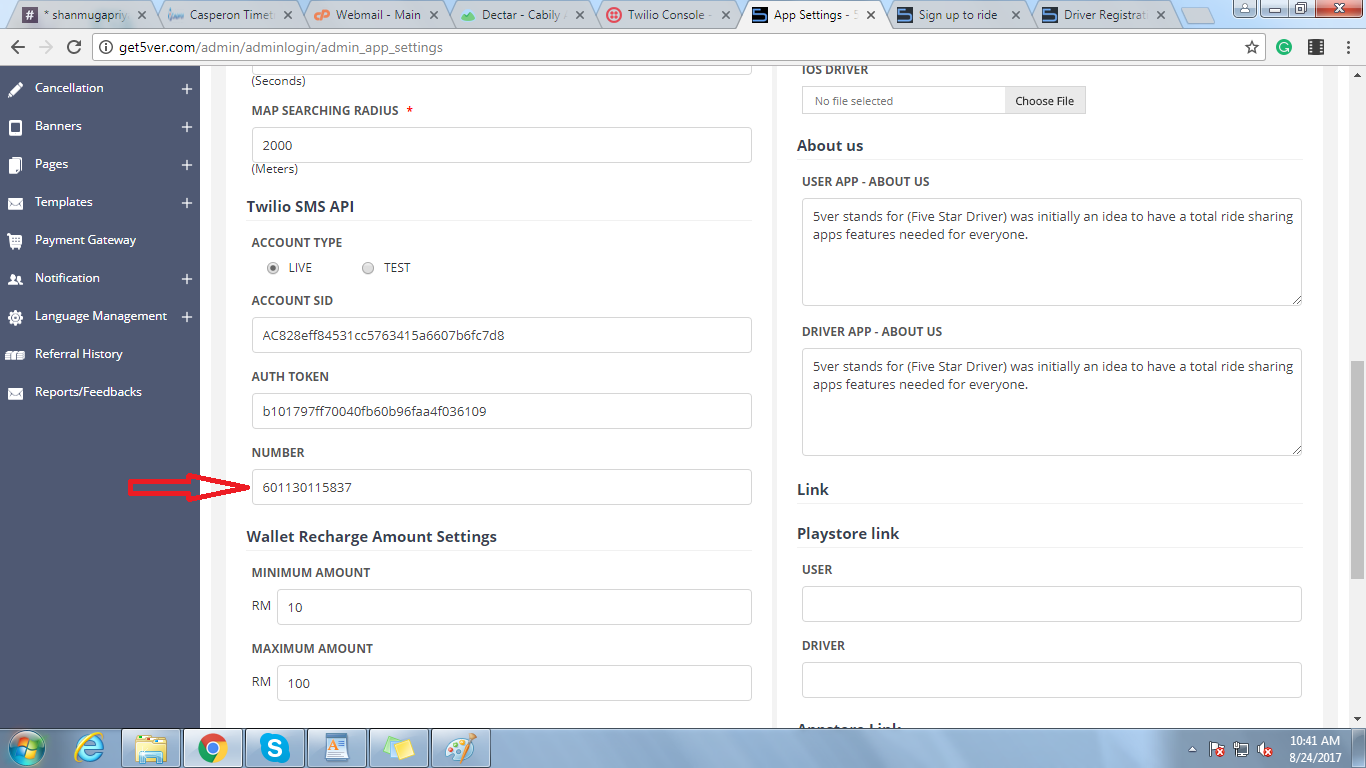 * shanmugapriy
Casperon Timet
Webmail - Main
Dectar - Cabily A
Twilio Console -
App Settings - 5
Sign up to ride
Driver Registrat
get5ver.com/admin/adminlogin/admin_app_settings
Cancellation
Banners
Pages
Templates
Payment Gateway
Notification
Language Management
Referral History
Reports/Feedbacks
(Seconds)
MAP SEARCHING RADIUS *
2000
(Meters)
Twilio SMS API
ACCOUNT TYPE
LIVE TEST
ACCOUNT SID
AC828eff84531cc5763415a6607b6fc7d8
AUTH TOKEN
b101797ff70040fb60b96faa4f036109
NUMBER
601130115837
Wallet Recharge Amount Settings
MINIMUM AMOUNT
RM 10
MAXIMUM AMOUNT
RM 100
IOS DRIVER
No file selected Choose File
About us
USER APP - ABOUT US
5ver stands for (Five Star Driver) was initially an idea to have a total ride sharing
apps features needed for everyone.
DRIVER APP - ABOUT US
5ver stands for (Five Star Driver) was initially an idea to have a total ride sharing
apps features needed for everyone.
Link
Playstore link
USER
DRIVER
Appstore Link
10:41 AM
8/24/2017